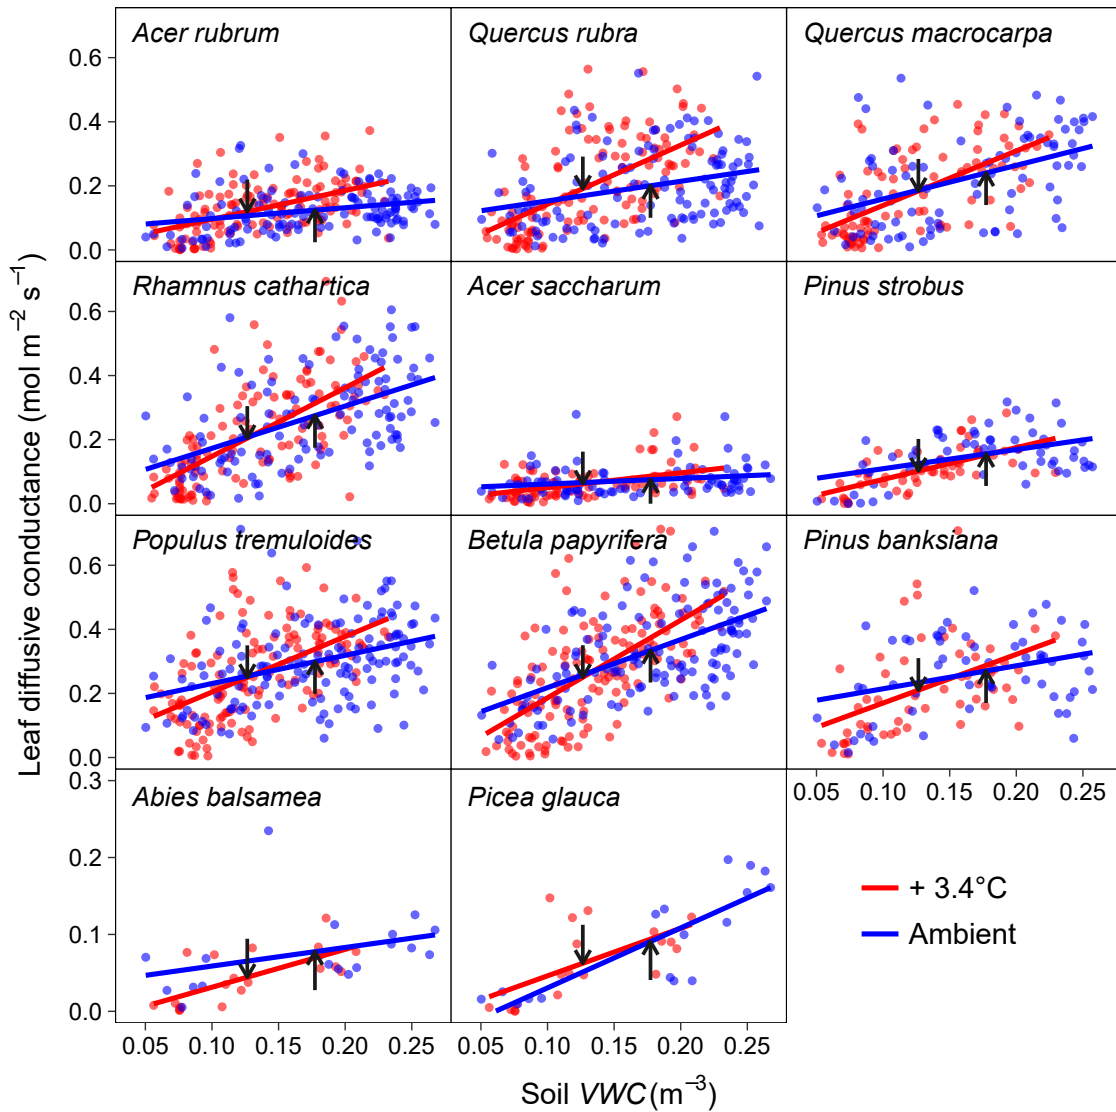 Acer rubrum
Quercus rubra
Quercus macrocarpa
0.6
0.4
0.2
0.0
Rhamnus cathartica
Acer saccharum
Pinus strobus
0.6
0.4
0.2
0.0
Populus tremuloides
Betula papyrifera
Pinus banksiana
0.6
0.4
0.2
0.0
Abies balsamea
Picea glauca
0.05 0.10 0.15 0.20 0.25
0.3
0.2
0.1
0.0
+ 3.4°C
Ambient
0.05 0.10 0.15 0.20 0.25
0.05 0.10 0.15 0.20 0.25
Leaf diffusive conductance (mol m⁻² s⁻¹)
Soil VWC (m⁻³)